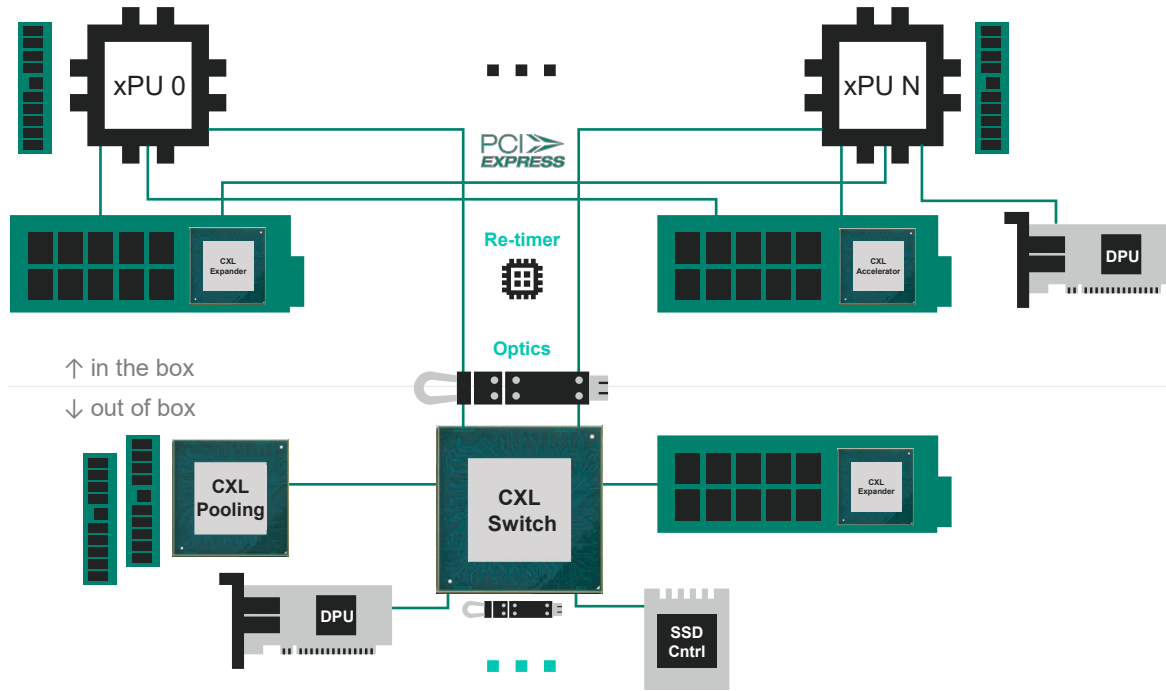 xPU 0
xPU N
PCI
EXPRESS
Re-timer
CXL
Expander
CXL
Accelerator
DPU
Optics
↑ in the box
↓ out of box
CXL
Pooling
CXL
Switch
CXL
Expander
DPU
SSD
Cntrl